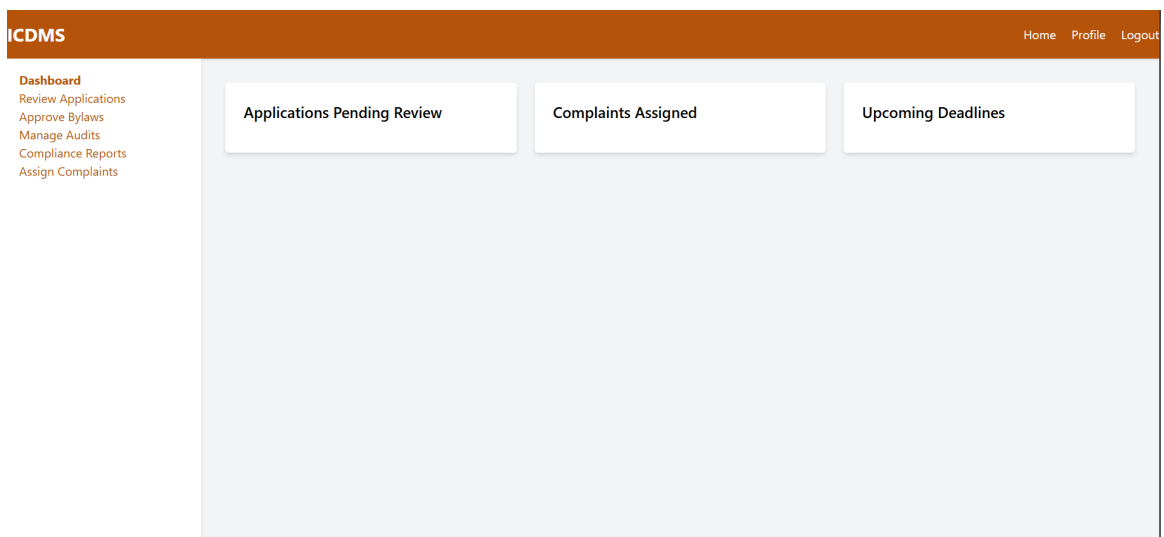 ICDMS
Home Profile Logout
Dashboard
Review Applications
Approve Bylaws
Manage Audits
Compliance Reports
Assign Complaints
Applications Pending Review
Complaints Assigned
Upcoming Deadlines